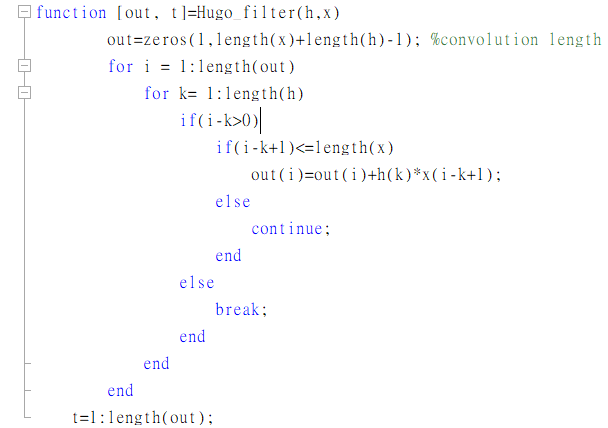 function [out, t]=Hugo_filter(h,x)
out=zeros(1,length(x)+length(h)-1); %convolution length
for i = 1:length(out)
for k= 1:length(h)
if(i-k>0)
if(i-k+1)<=length(x)
out(i)=out(i)+h(k)*x(i-k+1);
else
continue;
end
else
break;
end
end
end
t=1:length(out);